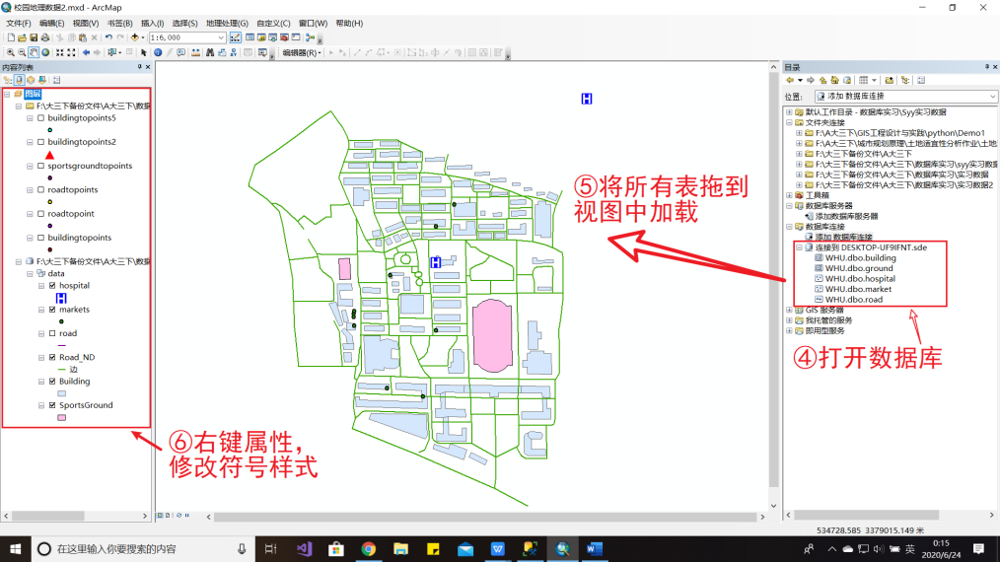 校园地理数据2.mxd - ArcMap
文件(F) 编辑(E) 视图(V) 书签(B) 插入(I) 选择(S) 地理处理(G) 自定义(C) 窗口(W) 帮助(H)
1:6,000
编辑器(R)
内容列表
图层
F:\大三下备份文件\A大三下\数据
buildingtopoints5
buildingtopoints2
sportsgroundtopoints
roadtopoints
roadtopoint
buildingtopoints
F:\大三下备份文件\A大三下\数据
data
hospital
H
markets
road
Road_ND
边
Building
SportsGround
⑥右键属性，
修改符号样式
H
H
⑤将所有表拖到
视图中加载
目录
位置: 添加 数据库连接
默认工作目录 - 数据库实习\Syy实习数据
文件夹连接
F:\A大三下\GIS工程设计与实践\python\Demo1
F:\A大三下\城市规划原理\土地适宜性分析作业\土地
F:\大三下备份文件\A大三下
F:\大三下备份文件\A大三下\数据库实习\syy实习数据
F:\大三下备份文件\A大三下\数据库实习\实习数据
F:\大三下备份文件\A大三下\数据库实习\实习数据2
工具箱
数据库服务器
添加数据库服务器
数据库连接
添加 数据库连接
连接到 DESKTOP-UF9IFNT.sde
WHU.dbo.building
WHU.dbo.ground
WHU.dbo.hospital
WHU.dbo.market
WHU.dbo.road
GIS 服务器
我托管的服务
即用型服务
④打开数据库
534728.585 3379015.149 米
在这里输入你要搜索的内容
英
0:15
2020/6/24